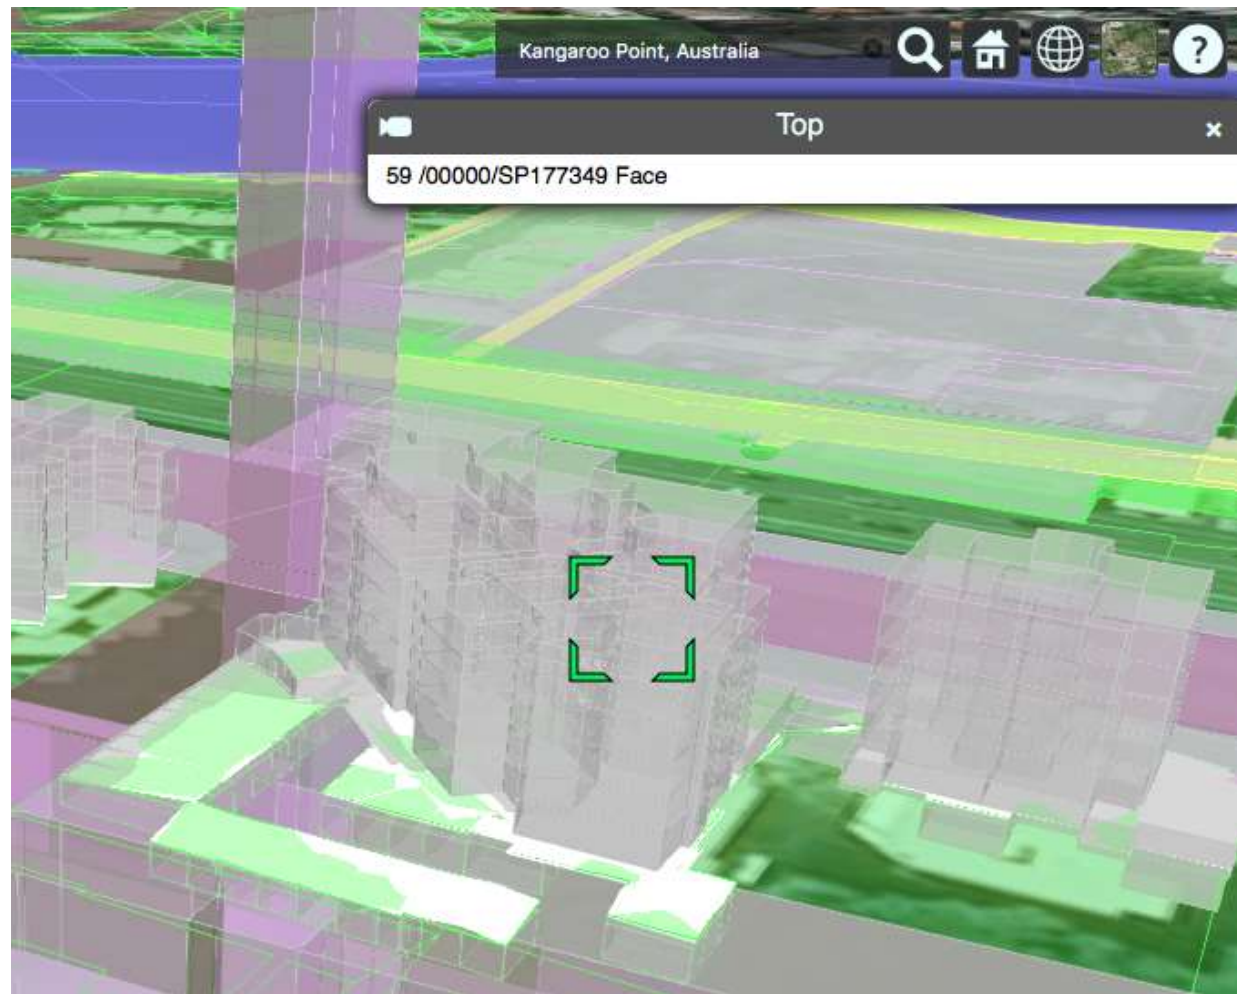 Kangaroo Point, Australia
?
Top
×
59 /00000/SP177349 Face